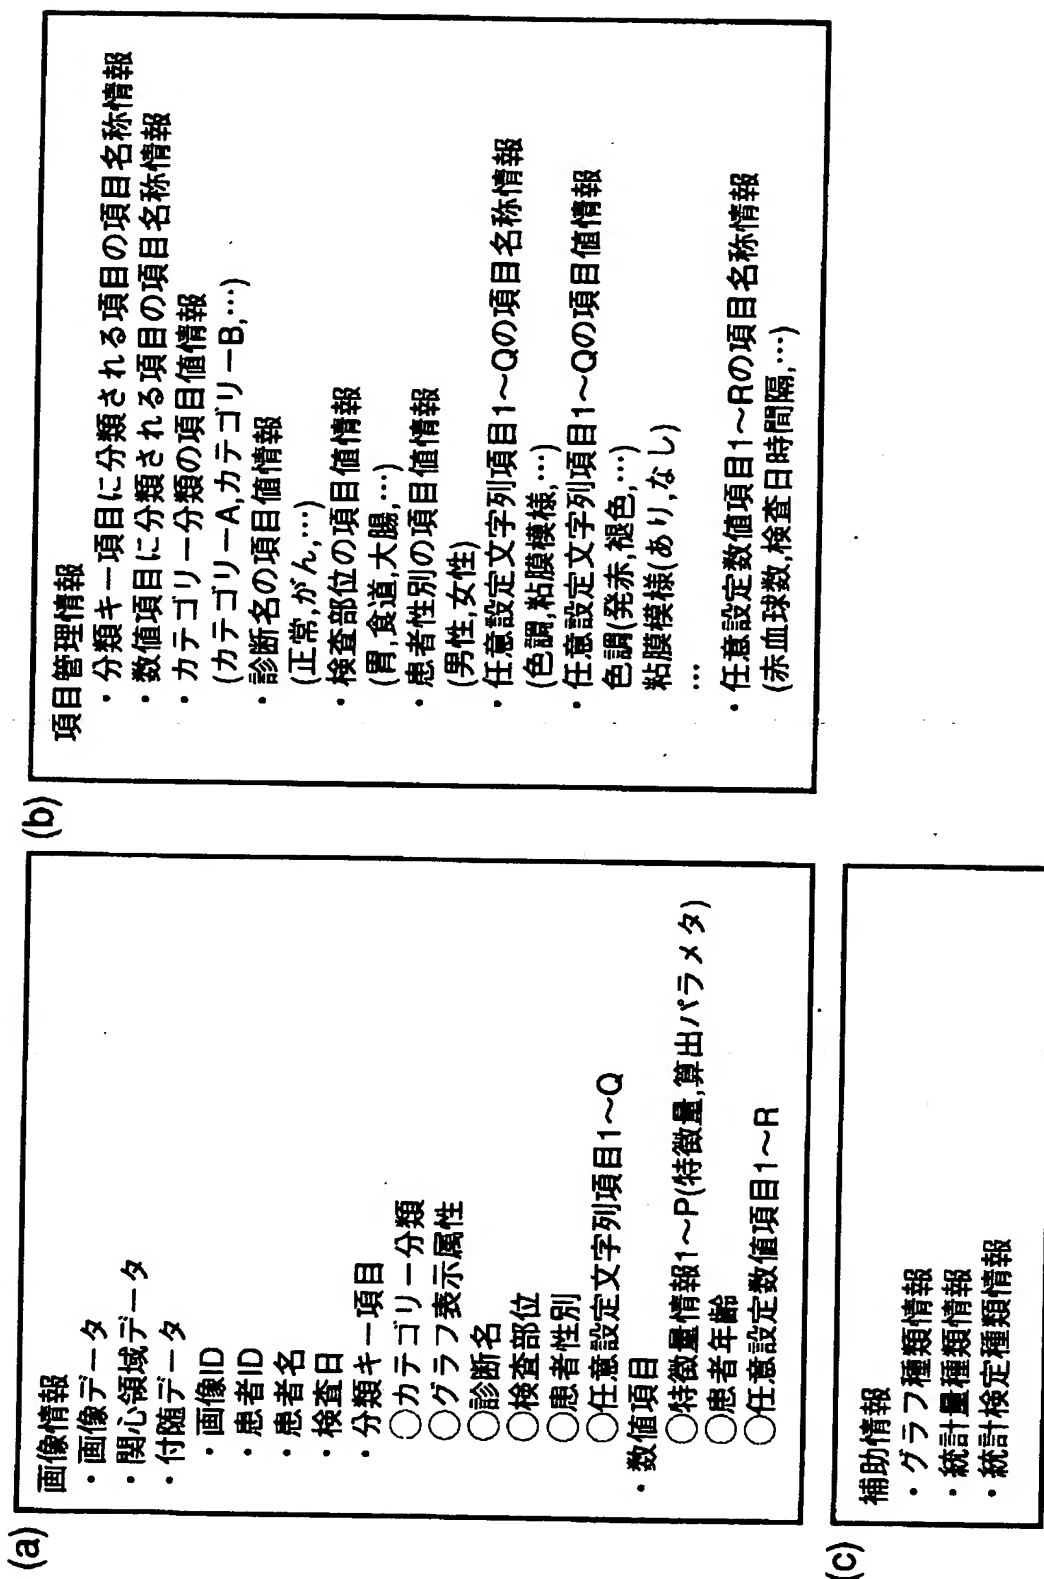 (a)
画像情報
・画像データ
・関心領域データ
・付随データ
・画像ID
・患者ID
・患者名
・検査日
・分類キー項目
○カテゴリー分類
○グラフ表示属性
○診断名
○検査部位
○患者性別
○任意設定文字列項目1～Q
・数値項目
○特徴量情報1～P(特徴量,算出パラメタ)
○患者年齢
○任意設定数値項目1～R
(b)
項目管理情報
・分類キー項目に分類される項目の項目名称情報
・数値項目に分類される項目の項目名称情報
・カテゴリー分類の項目値情報
(カテゴリーA,カテゴリーB,…)
・診断名の項目値情報
(正常,がん,…)
・検査部位の項目値情報
(胃,食道,大腸,…)
・患者性別の項目値情報
(男性,女性)
・任意設定文字列項目1～Qの項目名称情報
(色調,粘膜模様,…)
・任意設定文字列項目1～Qの項目値情報
色調(発赤,褪色,…)
粘膜模様(あり,なし)
…
・任意設定数値項目1～Rの項目名称情報
(赤血球数,検査日時間隔,…)
(c)
補助情報
・グラフ種類情報
・統計量種類情報
・統計検定種類情報